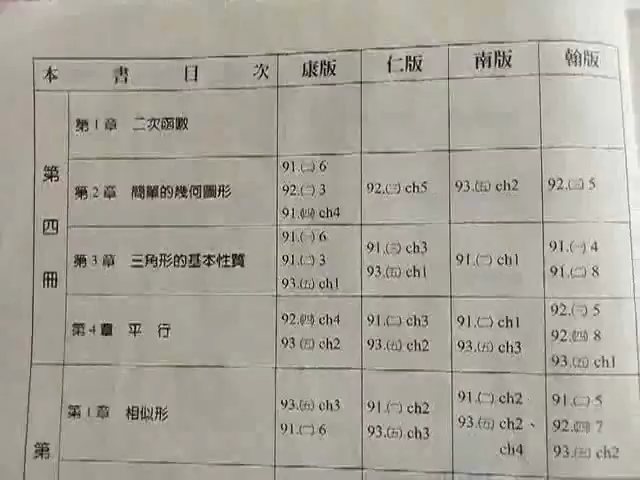 本書目次 康版 仁版 南版 翰版
第四冊
第1章 二次函數
第2章 簡單的幾何圖形
91.㈡ 6
92.㈡ 3
91.㈣ ch4
92.㈢ ch5
93.㈤ ch2
92.㈢ 5
第3章 三角形的基本性質
91.㈠ 6
91.㈡ 3
93.㈤ ch1
91.㈢ ch3
93.㈤ ch1
91.㈡ ch1
91.㈠ 4
91.㈡ 8
第4章 平行
92.㈣ ch4
93 ㈤ ch2
91.㈡ ch3
93.㈤ ch2
91.㈡ ch1
93.㈤ ch3
92.㈢ 5
92.㈣ 8
93.㈤ ch1
第
第1章 相似形
93.㈤ ch3
91.㈡ 6
91.㈡ ch2
93.㈤ ch3
91.㈡ ch2
93.㈤ ch2、
ch4
91.㈡ 5
92.㈣ 7
93.㈤ ch2